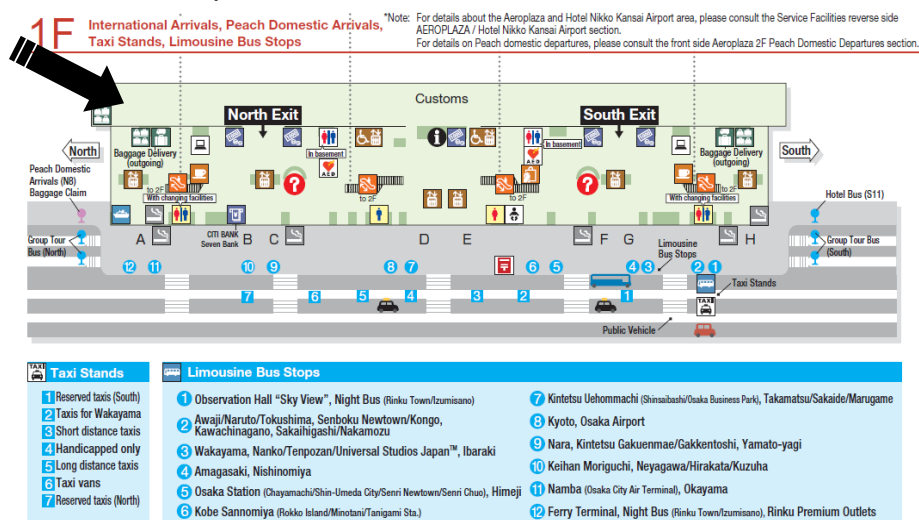 1F International Arrivals, Peach Domestic Arrivals,
Taxi Stands, Limousine Bus Stops
*Note: For details about the Aeroplaza and Hotel Nikko Kansai Airport area, please consult the Service Facilities reverse side
AEROPLAZA / Hotel Nikko Kansai Airport section.
For details on Peach domestic departures, please consult the front side Aeroplaza 2F Peach Domestic Departures section.
Customs
North Exit
South Exit
North
South
Peach Domestic
Arrivals (N8)
Baggage Claim
Baggage Delivery
(outgoing)
In basement
AED
In basement
AED
Baggage Delivery
(outgoing)
to 2F
With changing facilities
to 2F
to 2F
to 2F
With changing facilities
Hotel Bus (S11)
CITI BANK
Seven Bank
A B C D E F G H
Group Tour
Bus (North)
Group Tour Bus
(South)
Limousine
Bus Stops
12 11 10 9 8 7 6 5 4 3 2 1
Taxi Stands
TAXI
7 6 5 4 3 2 1
Public Vehicle
TAXI Taxi Stands
1 Reserved taxis (South)
2 Taxis for Wakayama
3 Short distance taxis
4 Handicapped only
5 Long distance taxis
6 Taxi vans
7 Reserved taxis (North)
Limousine Bus Stops
1 Observation Hall “Sky View”, Night Bus (Rinku Town/Izumisano)
2 Awaji/Naruto/Tokushima, Senboku Newtown/Kongo,
Kawachinagano, Sakaihigashi/Nakamozu
3 Wakayama, Nanko/Tenpozan/Universal Studios Japan™, Ibaraki
4 Amagasaki, Nishinomiya
5 Osaka Station (Chayamachi/Shin-Umeda City/Senri Newtown/Senri Chuo), Himeji
6 Kobe Sannomiya (Rokko Island/Minotani/Tanigami Sta.)
7 Kintetsu Uehommachi (Shinsaibashi/Osaka Business Park), Takamatsu/Sakaide/Marugame
8 Kyoto, Osaka Airport
9 Nara, Kintetsu Gakuenmae/Gakkentoshi, Yamato-yagi
10 Keihan Moriguchi, Neyagawa/Hirakata/Kuzuha
11 Namba (Osaka City Air Terminal), Okayama
12 Ferry Terminal, Night Bus (Rinku Town/Izumisano), Rinku Premium Outlets